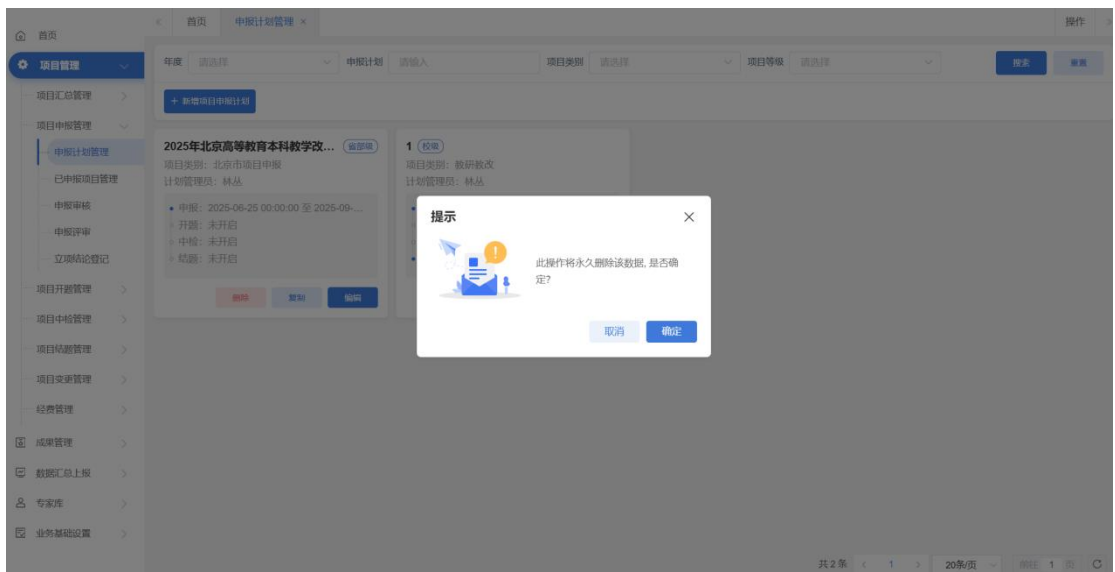 首页
项目管理
项目汇总管理
项目申报管理
申报计划管理
已申报项目管理
申报审核
申报评审
立项结论登记
项目开题管理
项目中检管理
项目结题管理
项目变更管理
经费管理
成果管理
数据汇总上报
专家库
业务基础设置
首页 申报计划管理 × 操作
年度 请选择 申报计划 请输入 项目类别 请选择 项目等级 请选择 搜索 重置
+ 新增项目申报计划
2025年北京高等教育本科教学改... 省部级
项目类别：北京市项目申报
计划管理员：林丛
申报：2025-06-25 00:00:00 至 2025-09-...
开题：未开启
中检：未开启
结题：未开启
删除 复制 编辑
1 校级
项目类别：教研教改
计划管理员：林丛
提示
此操作将永久删除该数据, 是否确
定?
取消 确定
共 2 条 1 20条/页 前往 1 页